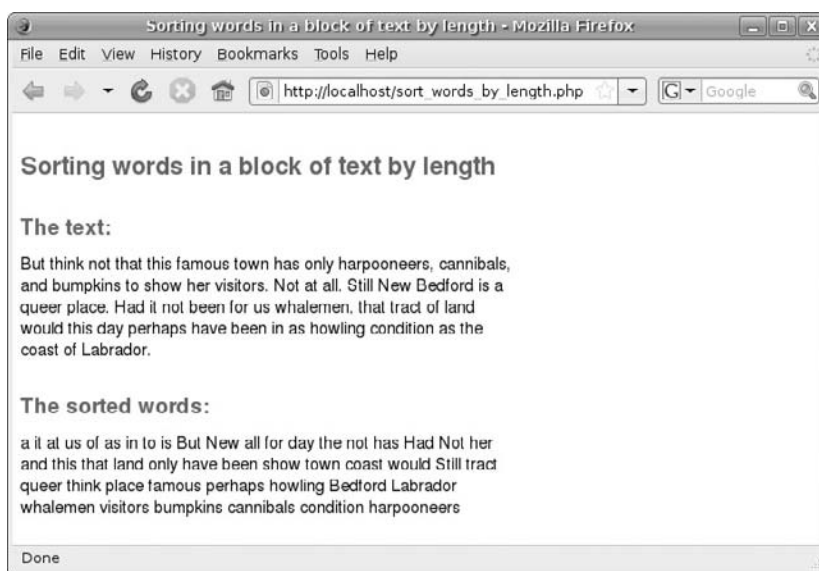 Sorting words in a block of text by length - Mozilla Firefox
File Edit View History Bookmarks Tools Help
http://localhost/sort_words_by_length.php G Google
Sorting words in a block of text by length
The text:
But think not that this famous town has only harpooneers, cannibals,
and bumpkins to show her visitors. Not at all. Still New Bedford is a
queer place. Had it not been for us whalemen, that tract of land
would this day perhaps have been in as howling condition as the
coast of Labrador.
The sorted words:
a it at us of as in to is But New all for day the not has Had Not her
and this that land only have been show town coast would Still tract
queer think place famous perhaps howling Bedford Labrador
whalemen visitors bumpkins cannibals condition harpooneers
Done